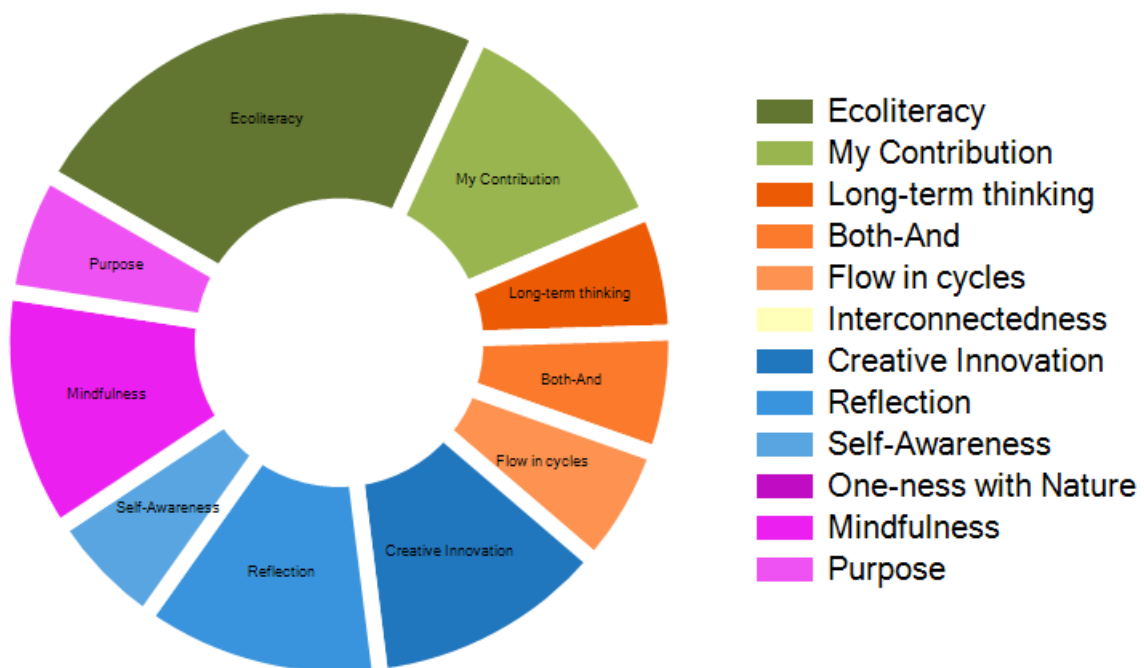 Ecoliteracy
My Contribution
Purpose
Long-term thinking
Both-And
Mindfulness
Flow in cycles
Self-Awareness
Creative Innovation
Reflection
Ecoliteracy
My Contribution
Long-term thinking
Both-And
Flow in cycles
Interconnectedness
Creative Innovation
Reflection
Self-Awareness
One-ness with Nature
Mindfulness
Purpose